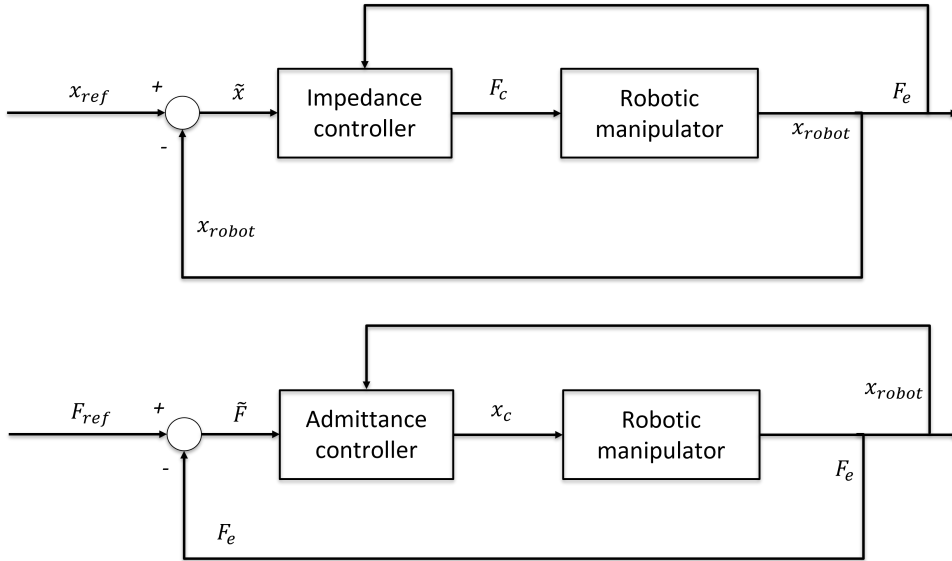 x_ref
+
x̃
Impedance
controller
F_c
Robotic
manipulator
x_robot
F_e
-
x_robot
F_ref
+
F̃
Admittance
controller
x_c
Robotic
manipulator
x_robot
F_e
-
F_e